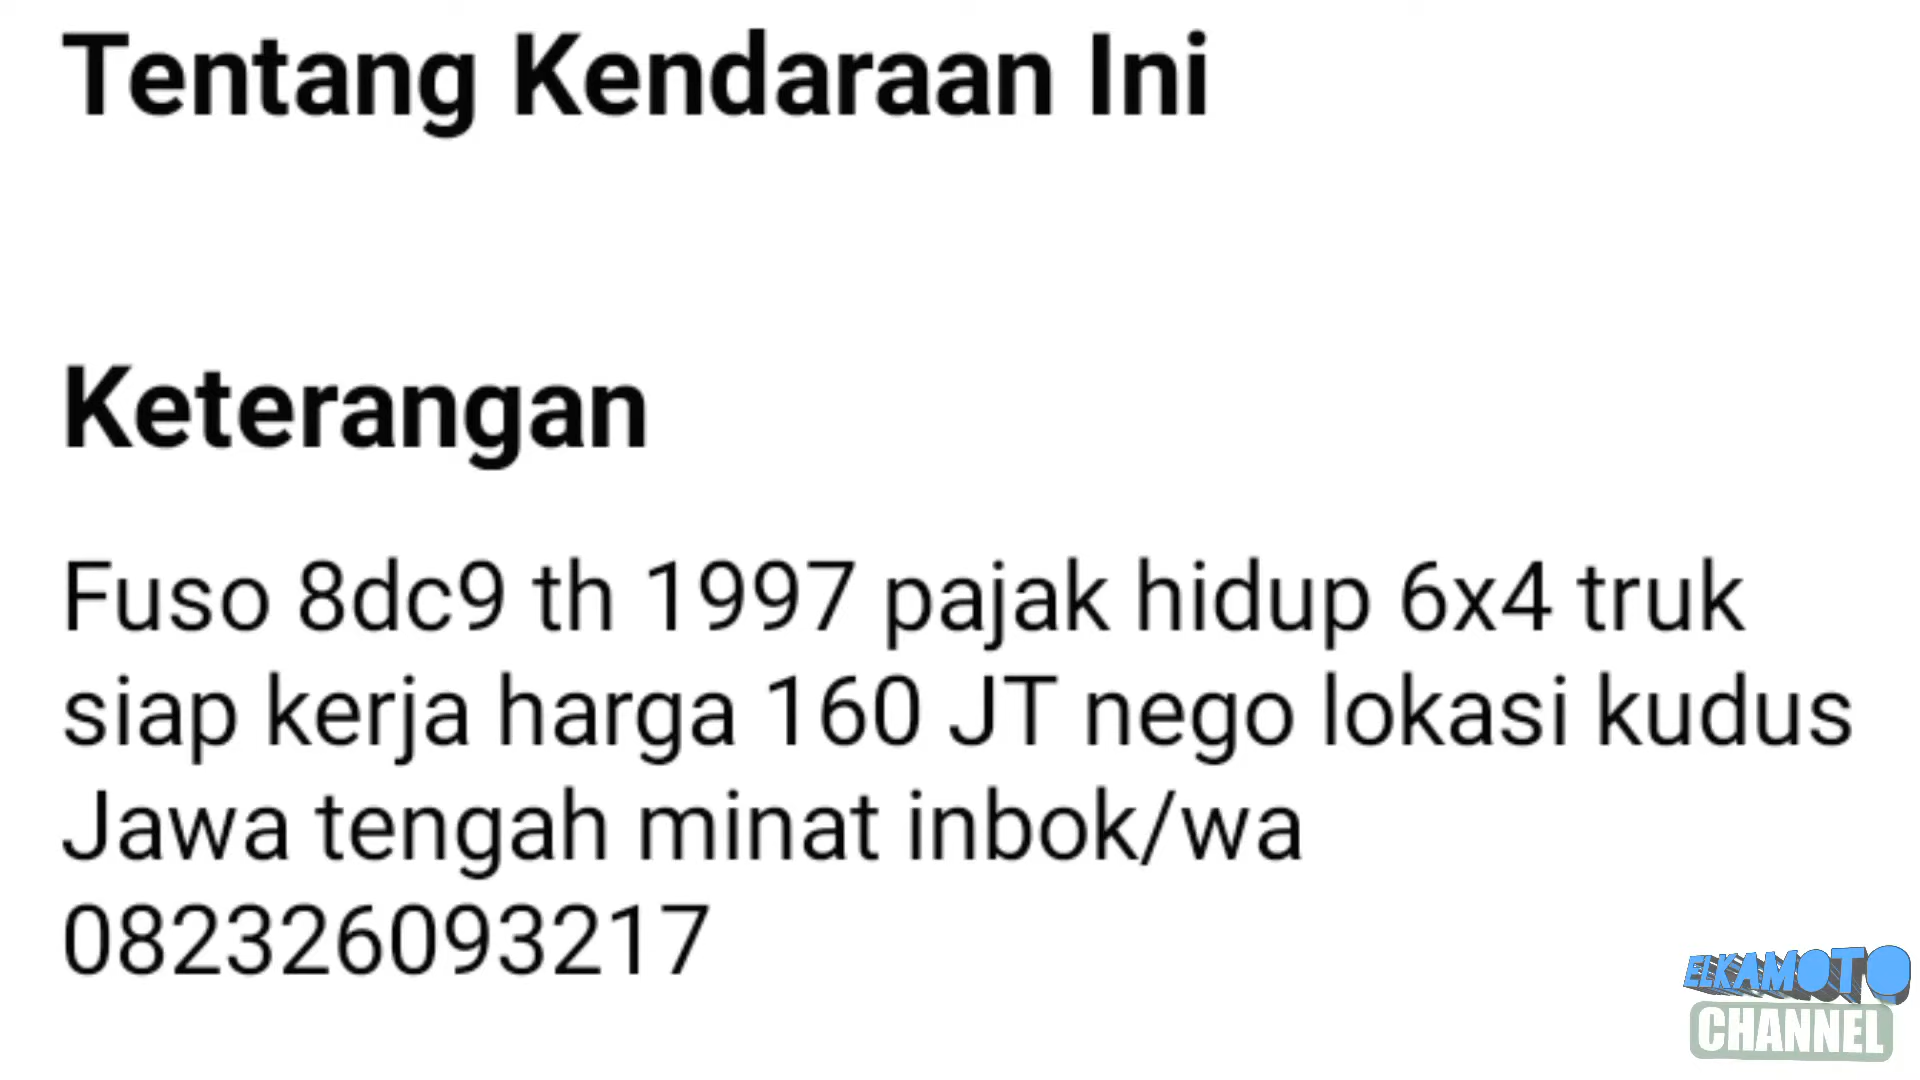 Tentang Kendaraan Ini
Keterangan
Fuso 8dc9 th 1997 pajak hidup 6x4 truk
siap kerja harga 160 JT nego lokasi kudus
Jawa tengah minat inbok/wa
082326093217
ELKAMOTO
CHANNEL